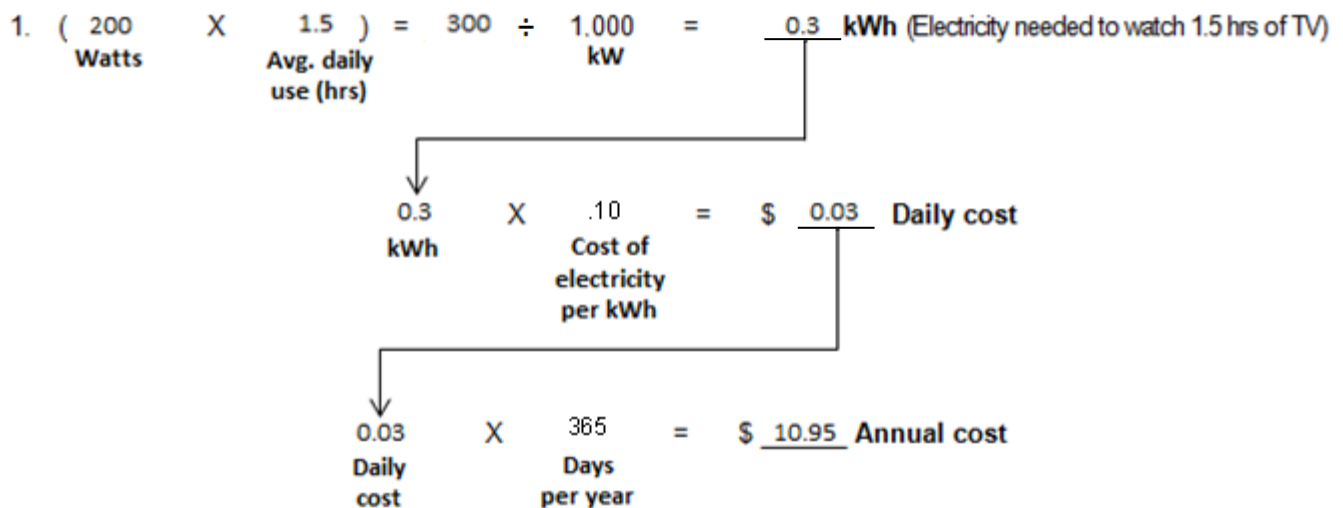 1. ( 200 X 1.5 ) = 300 ÷ 1.000 = 0.3 kWh (Electricity needed to watch 1.5 hrs of TV)
Watts Avg. daily kW
use (hrs)
0.3 X .10 = $ 0.03 Daily cost
kWh Cost of
electricity
per kWh
0.03 X 365 = $ 10.95 Annual cost
Daily Days
cost per year